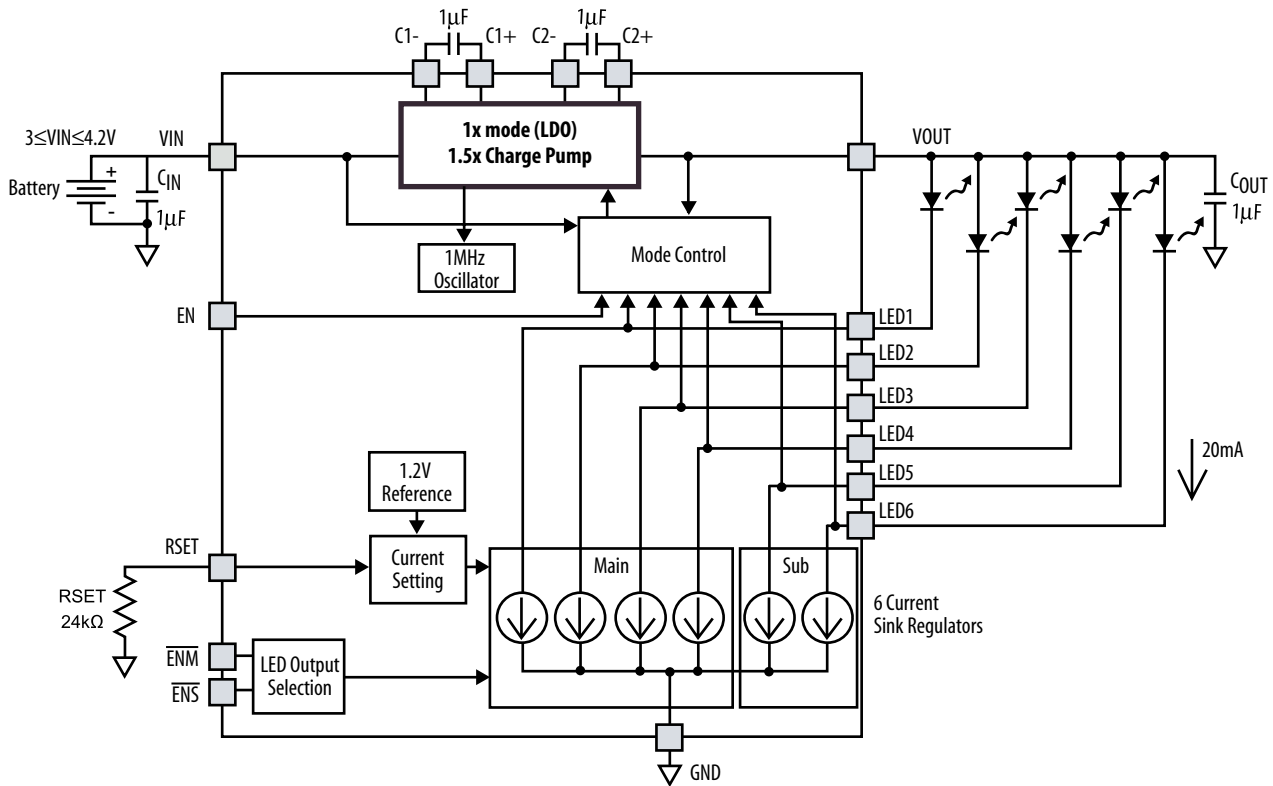 1µF
1µF
C1-
C1+
C2-
C2+
1x mode (LDO)
1.5x Charge Pump
3≤VIN≤4.2V
VIN
VOUT
Battery
+
-
CIN
1µF
COUT
1µF
1MHz
Oscillator
Mode Control
EN
LED1
LED2
LED3
LED4
LED5
LED6
20mA
1.2V
Reference
RSET
Current
Setting
Main
Sub
RSET
24kΩ
6 Current
Sink Regulators
ENM
ENS
LED Output
Selection
GND